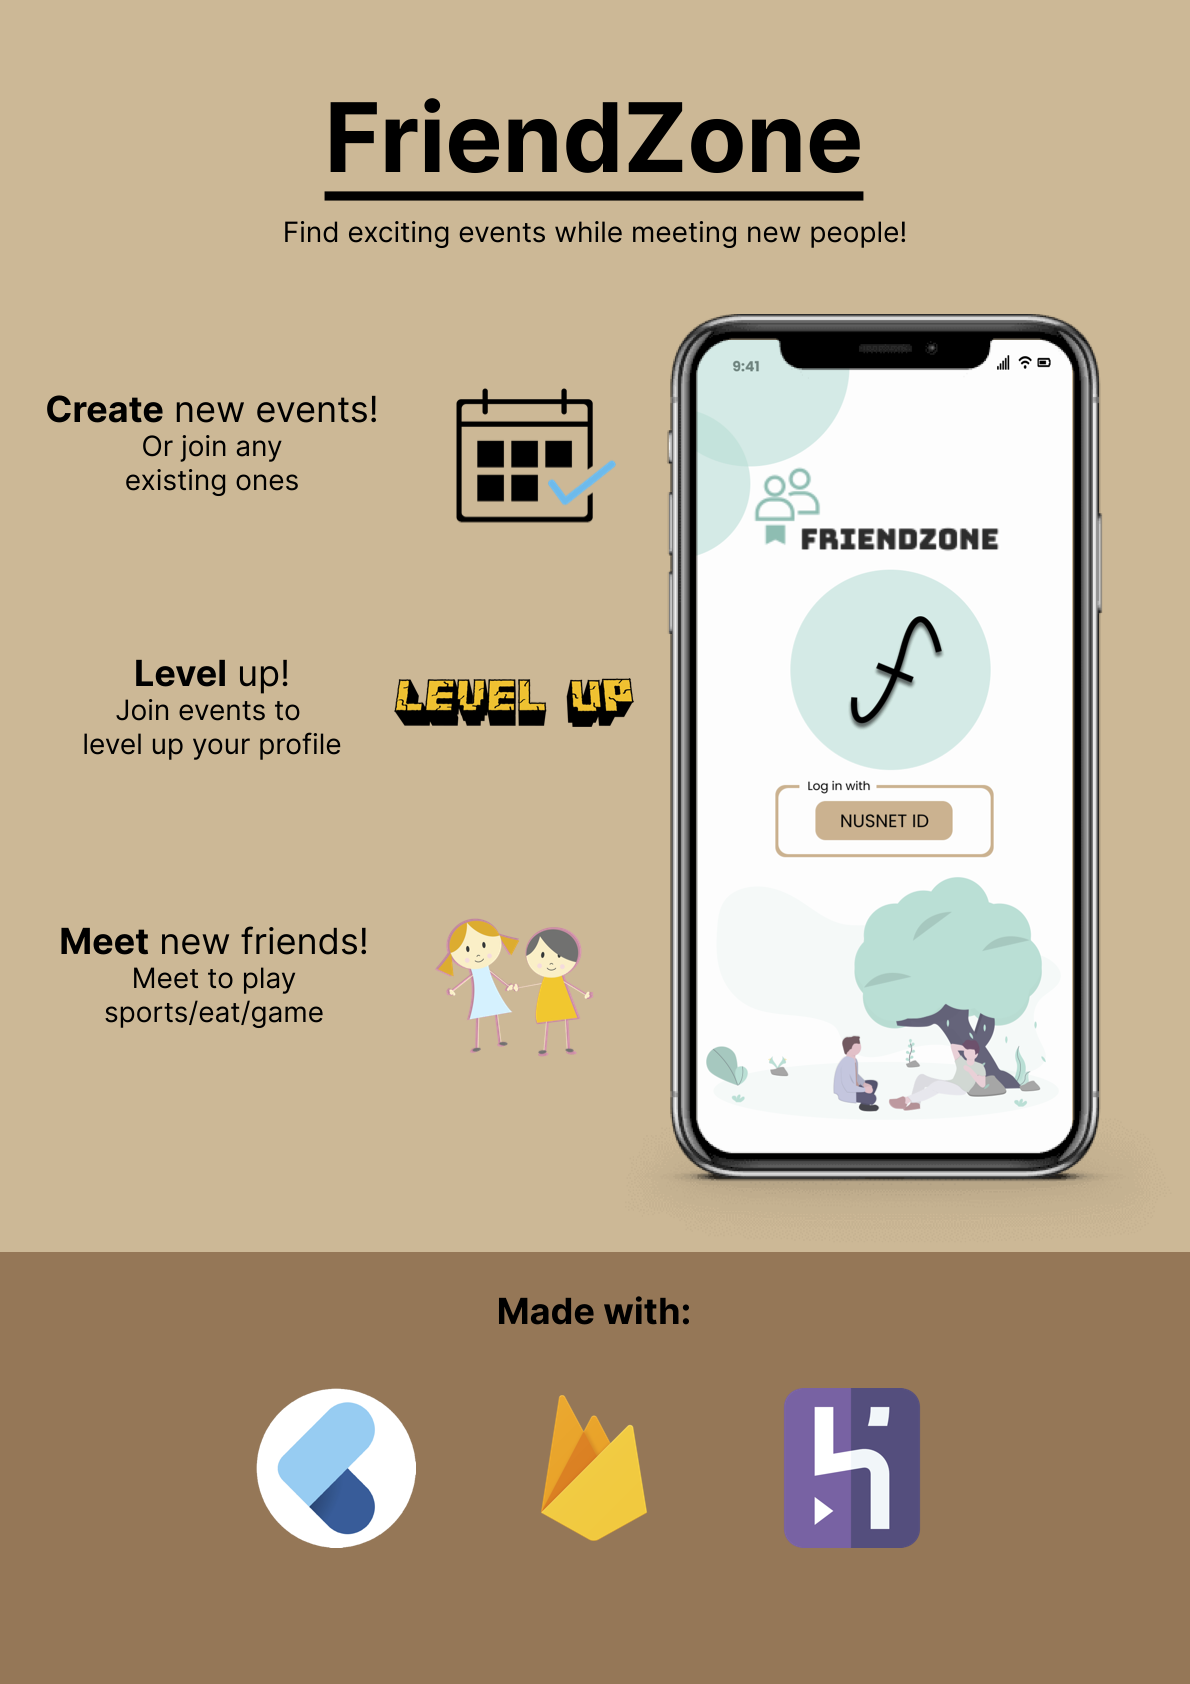 FriendZone
Find exciting events while meeting new people!
Create new events!
Or join any
existing ones
Level up!
Join events to
level up your profile
LEVEL UP
Meet new friends!
Meet to play
sports/eat/game
9:41
FRIENDZONE
f
Log in with
NUSNET ID
Made with: